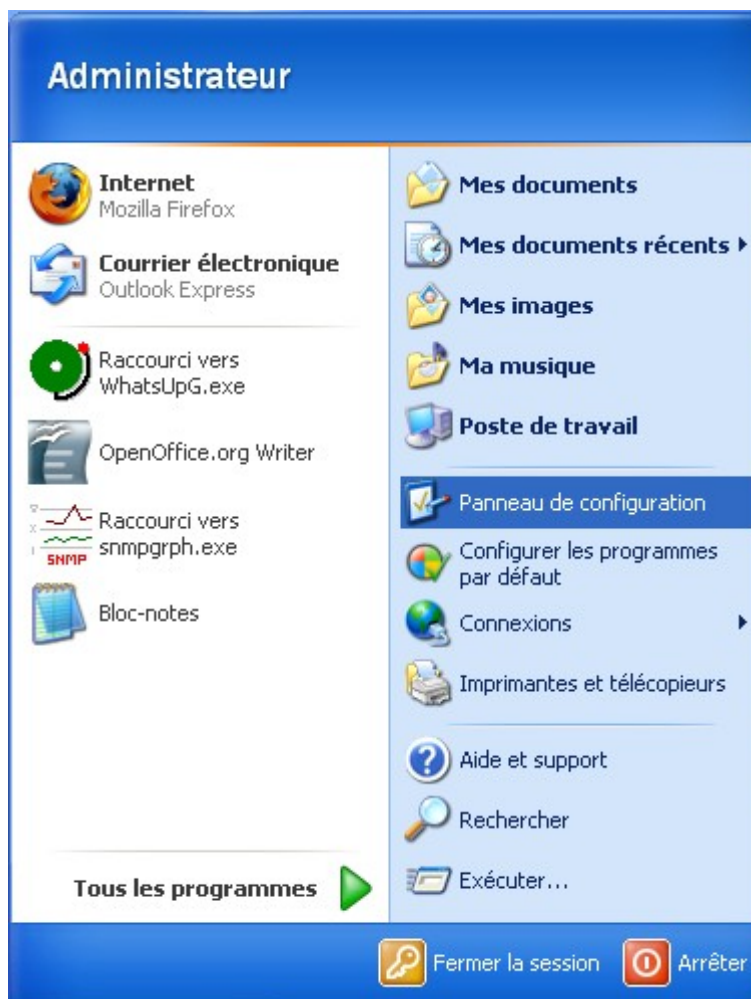 Administrateur
Internet
Mozilla Firefox
Courrier électronique
Outlook Express
Raccourci vers
WhatsUpG.exe
OpenOffice.org Writer
Raccourci vers
snmpgrph.exe
SNMP
Bloc-notes
Tous les programmes
Mes documents
Mes documents récents
Mes images
Ma musique
Poste de travail
Panneau de configuration
Configurer les programmes
par défaut
Connexions
Imprimantes et télécopieurs
Aide et support
Rechercher
Exécuter...
Fermer la session
Arrêter